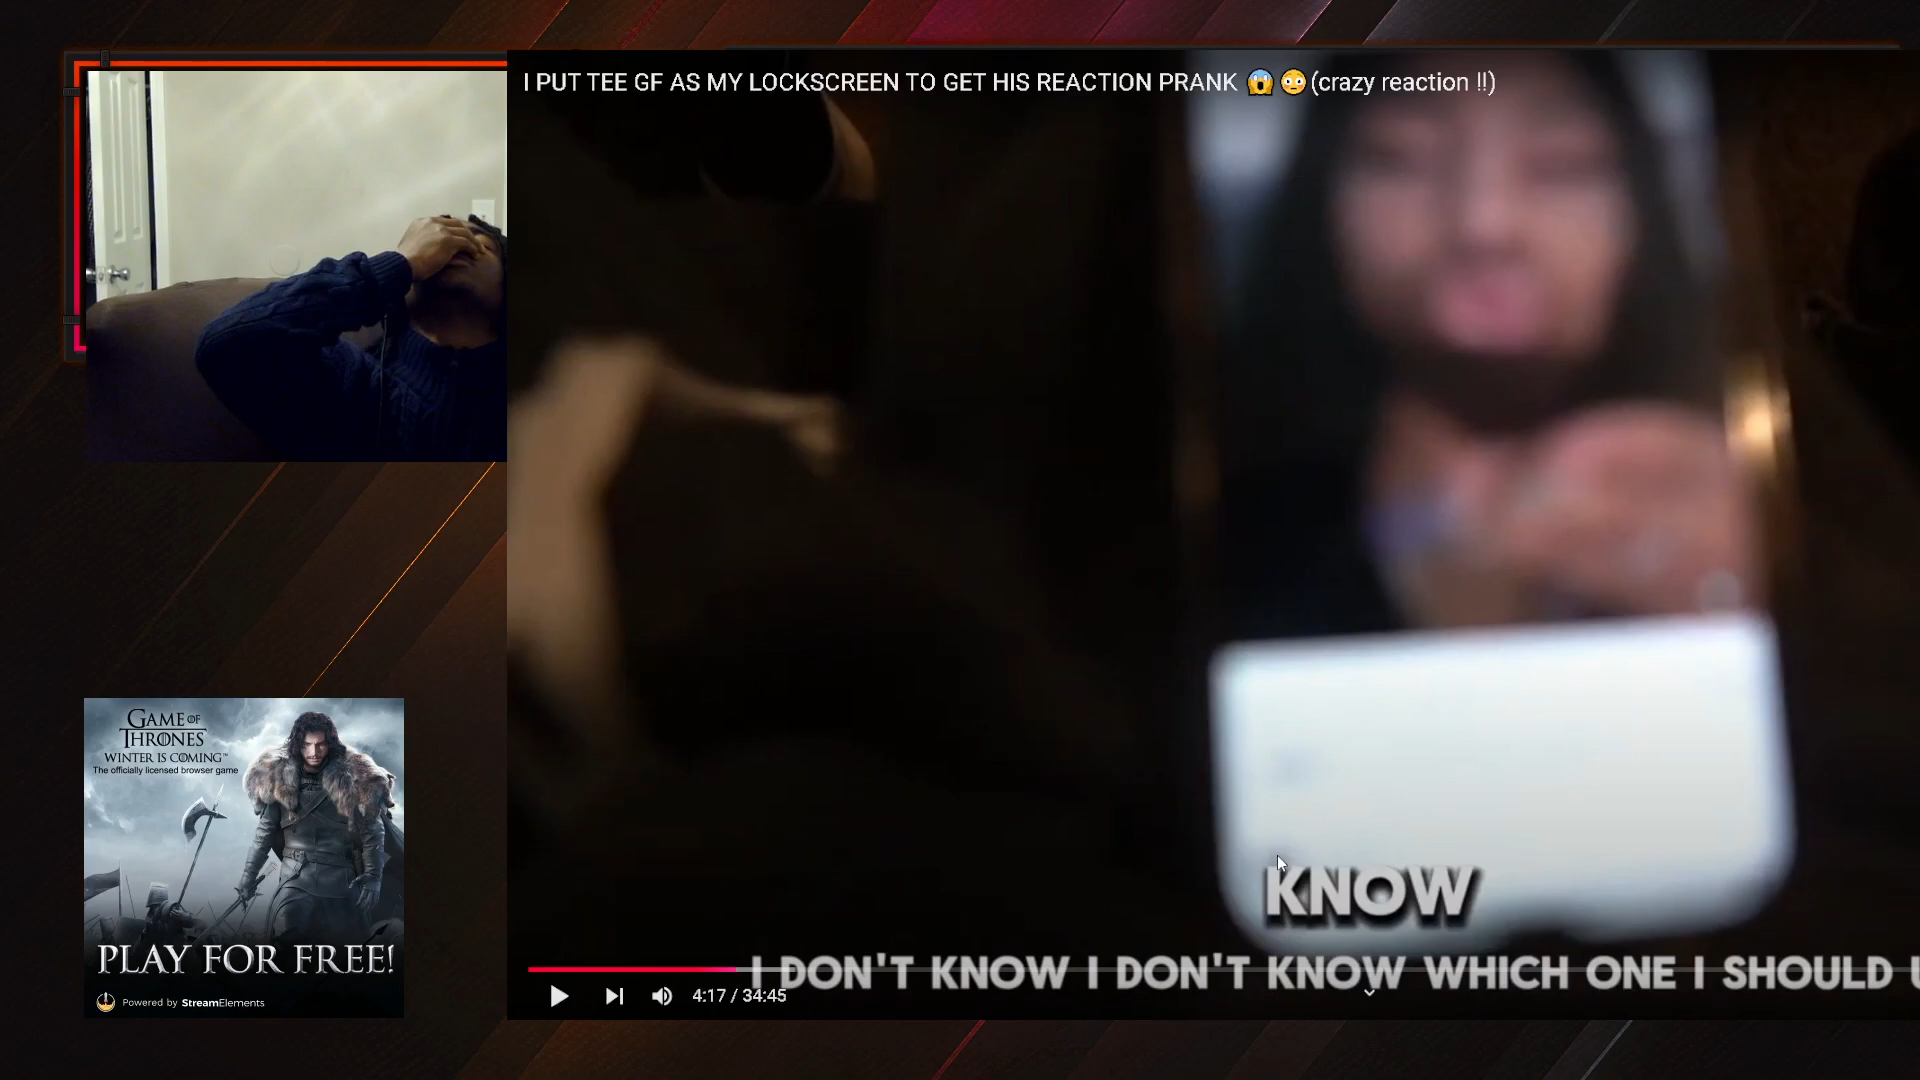 I PUT TEE GF AS MY LOCKSCREEN TO GET HIS REACTION PRANK 😱😳(crazy reaction !!)
GAME OF
THRONES
WINTER IS COMING™
The officially licensed browser game
PLAY FOR FREE!
Powered by StreamElements
KNOW
I DON'T KNOW I DON'T KNOW WHICH ONE I SHOULD
4:17 / 34:45